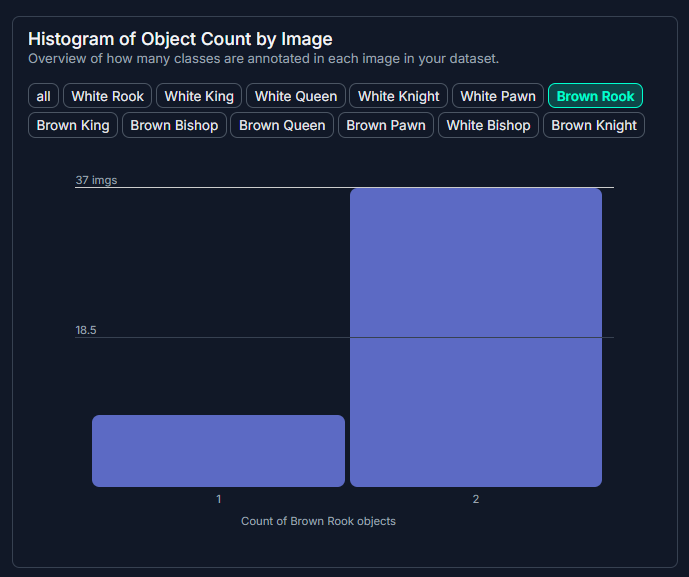 Histogram of Object Count by Image
Overview of how many classes are annotated in each image in your dataset.
all White Rook White King White Queen White Knight White Pawn Brown Rook
Brown King Brown Bishop Brown Queen Brown Pawn White Bishop Brown Knight
37 imgs
18.5
1 2
Count of Brown Rook objects